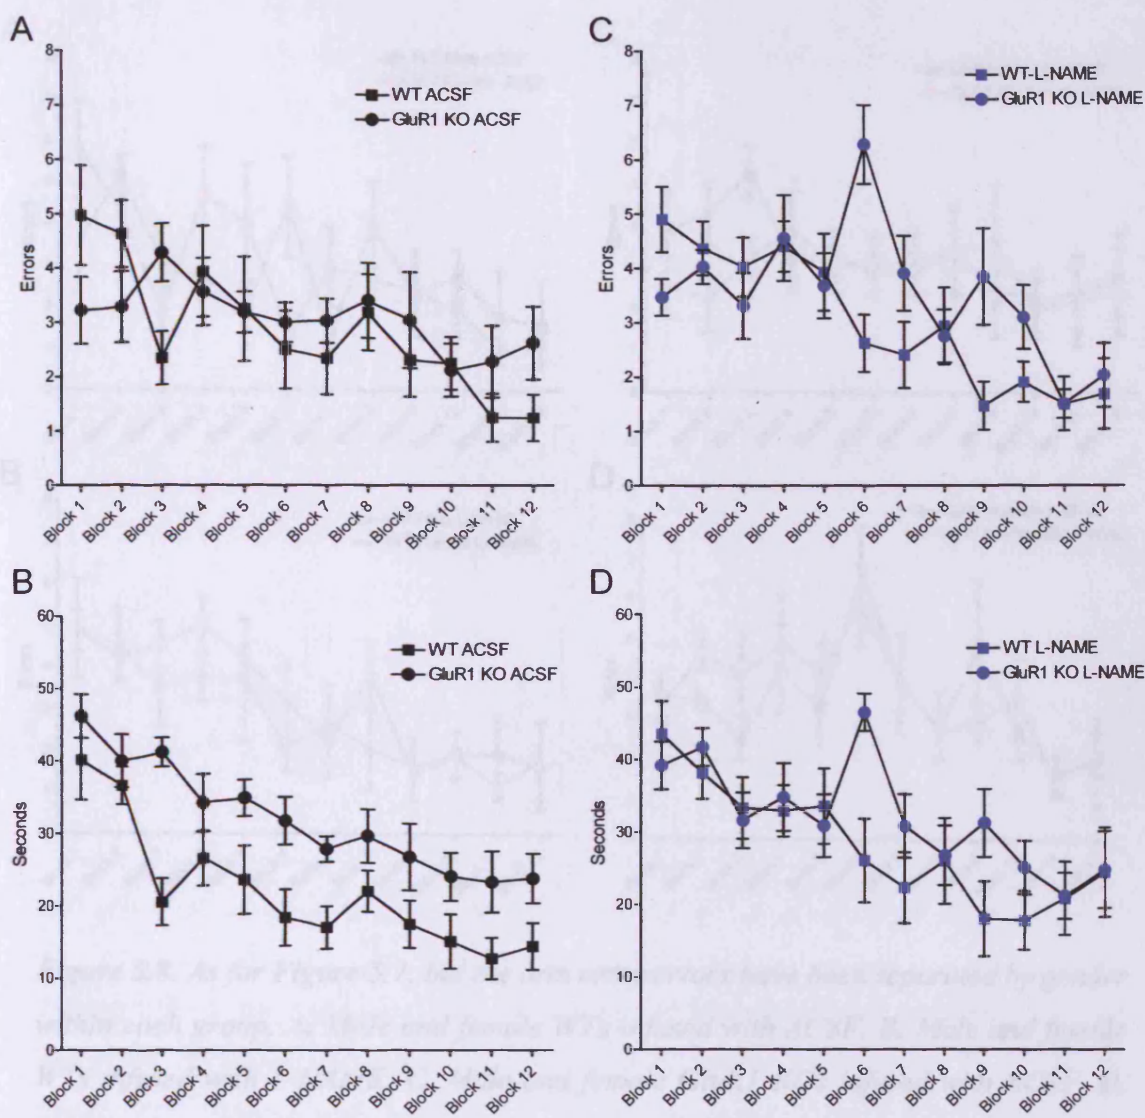 A
8
7
6
5
4
3
2
1
0
Errors
WT ACSF
GluR1 KO ACSF
Block 1
Block 2
Block 3
Block 4
Block 5
Block 6
Block 7
Block 8
Block 9
Block 10
Block 11
Block 12
C
8
7
6
5
4
3
2
1
0
Errors
WT-L-NAME
GluR1 KO L-NAME
Block 1
Block 2
Block 3
Block 4
Block 5
Block 6
Block 7
Block 8
Block 9
Block 10
Block 11
Block 12
B
60
50
40
30
20
10
0
Seconds
WT ACSF
GluR1 KO ACSF
Block 1
Block 2
Block 3
Block 4
Block 5
Block 6
Block 7
Block 8
Block 9
Block 10
Block 11
Block 12
D
60
50
40
30
20
10
0
Seconds
WT L-NAME
GluR1 KO L-NAME
Block 1
Block 2
Block 3
Block 4
Block 5
Block 6
Block 7
Block 8
Block 9
Block 10
Block 11
Block 12